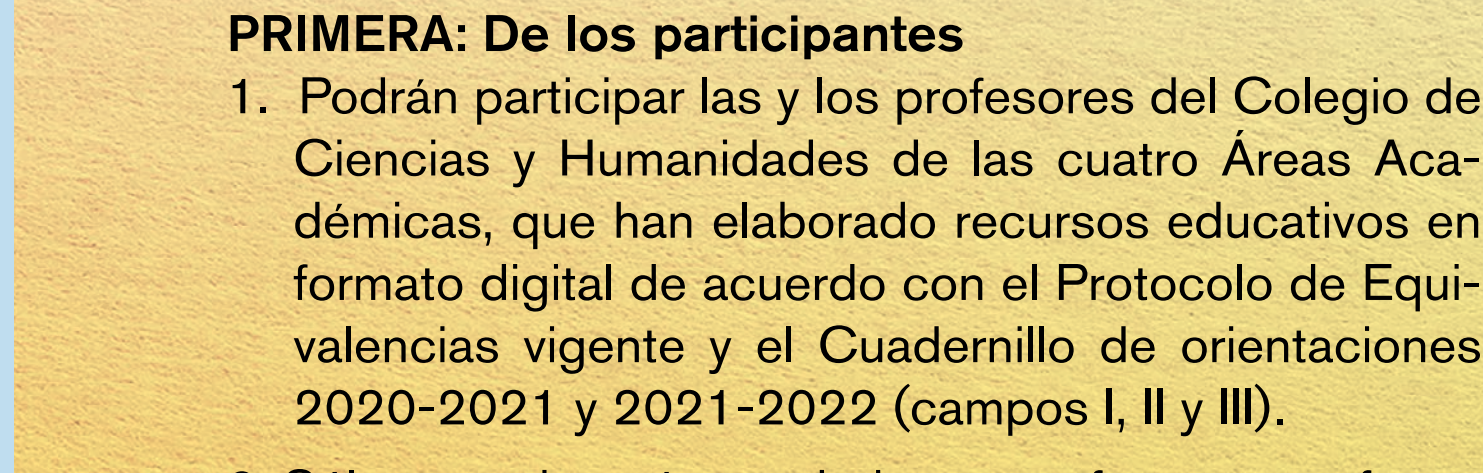 PRIMERA: De los participantes
1. Podrán participar las y los profesores del Colegio de
Ciencias y Humanidades de las cuatro Áreas Aca-
démicas, que han elaborado recursos educativos en
formato digital de acuerdo con el Protocolo de Equi-
valencias vigente y el Cuadernillo de orientaciones
2020-2021 y 2021-2022 (campos I, II y III).